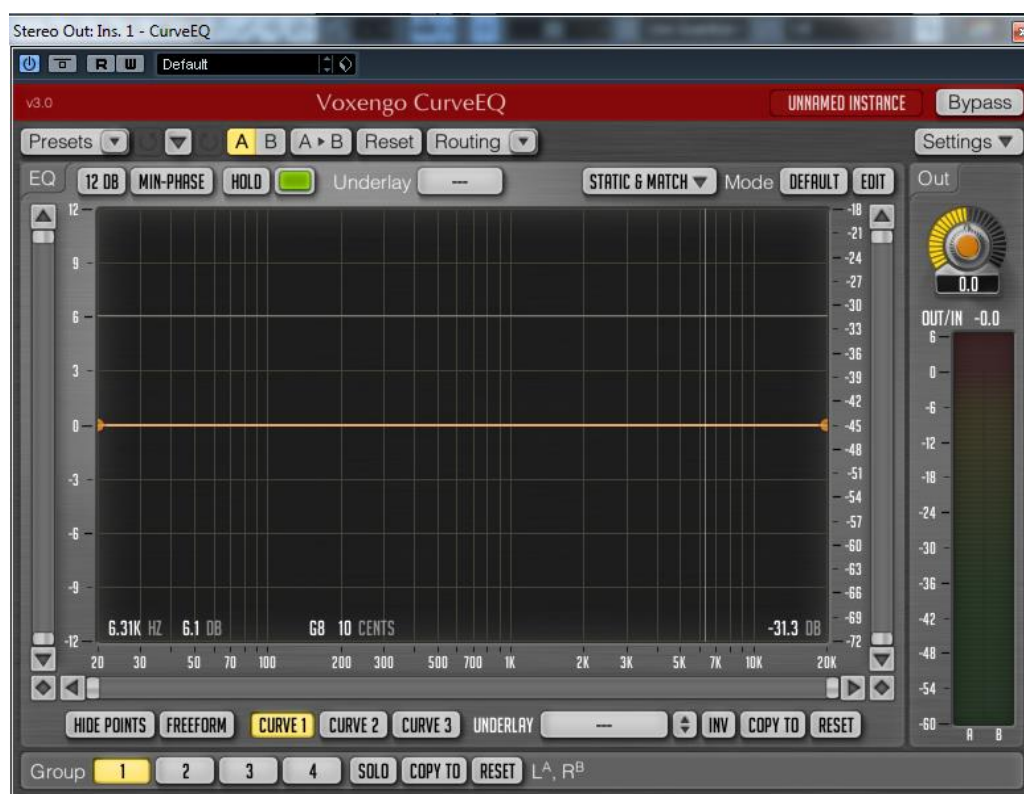 Stereo Out: Ins. 1 - CurveEQ
R W Default
v3.0 Voxengo CurveEQ UNNAMED INSTANCE Bypass
Presets A B A ▸ B Reset Routing Settings
EQ 12 DB MIN-PHASE HOLD Underlay --- STATIC & MATCH Mode DEFAULT EDIT Out
12 -18
-21
9 -24
-27
6 -30
-33
-36
3 -39
-42
0 -45
-48
-3 -51
-54
-57
-6 -60
-63
-9 -66
-69
-12 -72
6.31K HZ 6.1 DB G8 10 CENTS -31.3 DB
20 30 50 70 100 200 300 500 700 1K 2K 3K 5K 7K 10K 20K
HIDE POINTS FREEFORM CURVE 1 CURVE 2 CURVE 3 UNDERLAY --- INV COPY TO RESET
0.0
OUT/IN -0.0
6
0
-6
-12
-18
-24
-30
-36
-42
-48
-54
-60
A B
Group 1 2 3 4 SOLO COPY TO RESET LA, RB